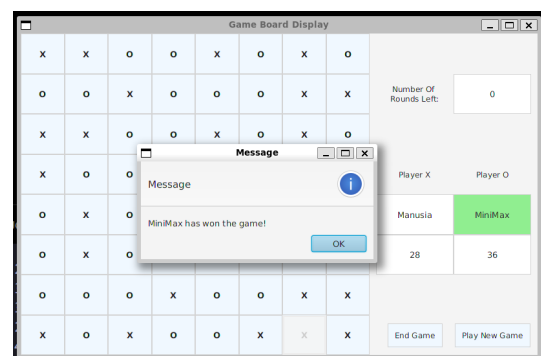 Game Board Display
X X O O X O X O
O O X O O O X X
Number Of
Rounds Left:
0
X X O O X O X O
Message
X O O
Message
Player X Player O
O X O
MiniMax has won the game!
Manusia MiniMax
OK
O X O
28 36
O O O X O O X X
X O X O O X X X
End Game Play New Game